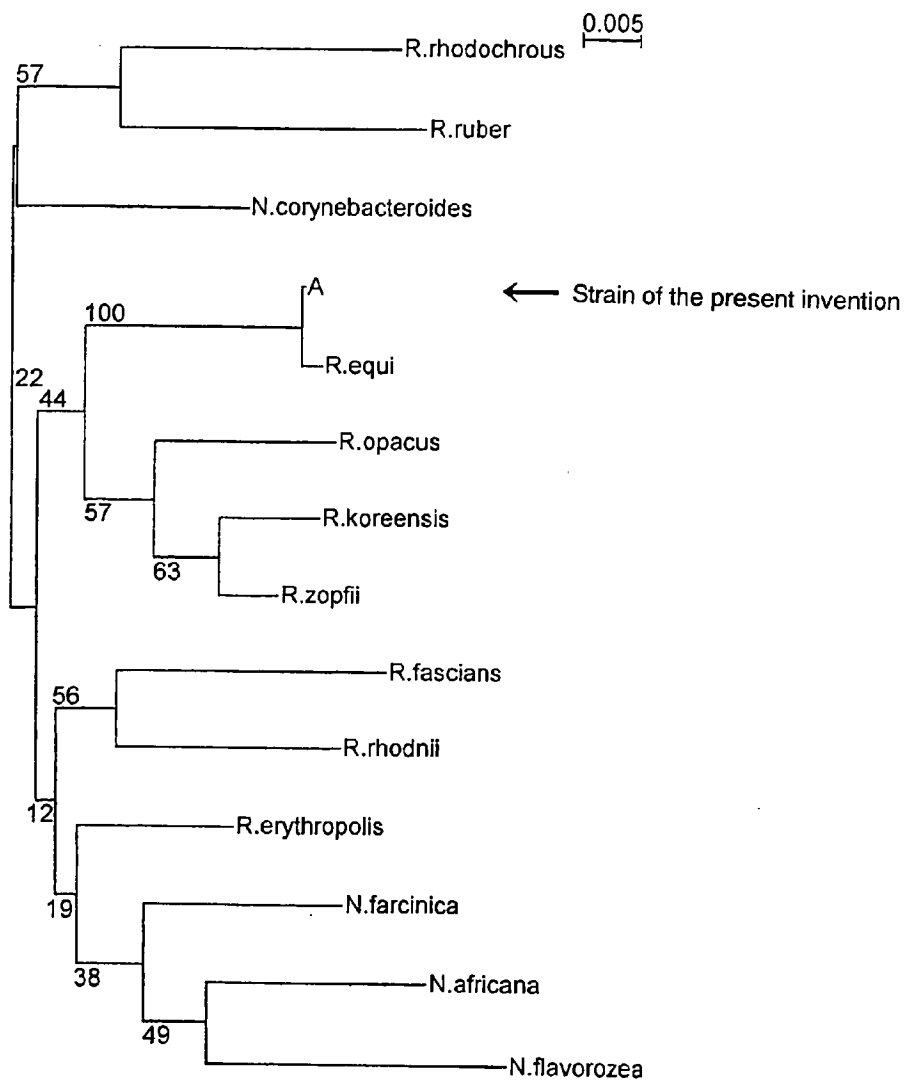 0.005
R.rhodochrous
57
R.ruber
N.corynebacteroides
A
← Strain of the present invention
100
R.equi
22
44
R.opacus
57
R.koreensis
63
R.zopfii
R.fascians
56
R.rhodnii
12
R.erythropolis
19
N.farcinica
38
N.africana
49
N.flavorozea